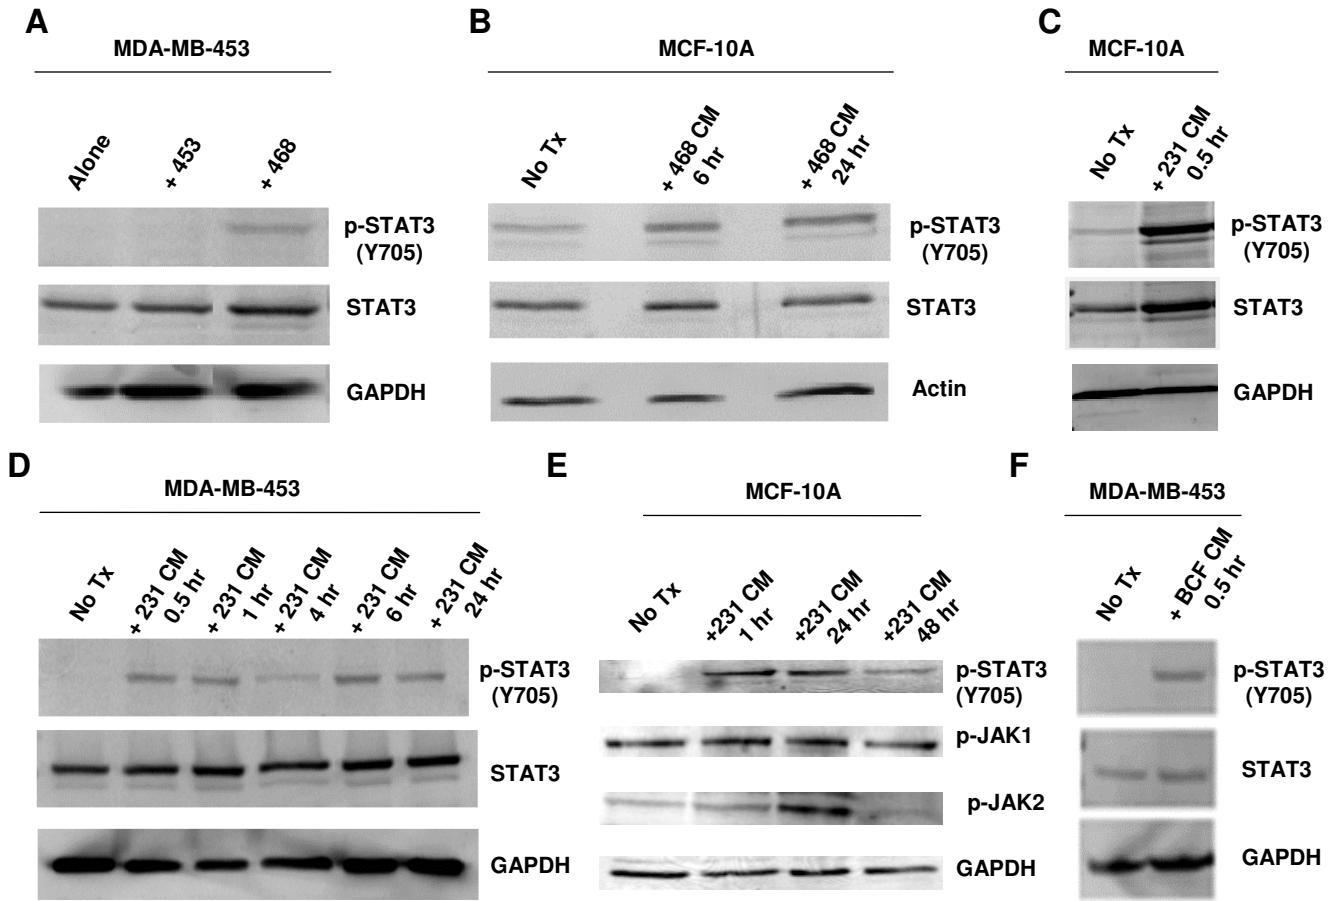 A
MDA-MB-453
Alone
+ 453
+ 468
p-STAT3
(Y705)
STAT3
GAPDH
B
MCF-10A
No Tx
+ 468 CM
6 hr
+ 468 CM
24 hr
p-STAT3
(Y705)
STAT3
Actin
C
MCF-10A
No Tx
+ 231 CM
0.5 hr
p-STAT3
(Y705)
STAT3
GAPDH
D
MDA-MB-453
No Tx
+ 231 CM
0.5 hr
+ 231 CM
1 hr
+ 231 CM
4 hr
+ 231 CM
6 hr
+ 231 CM
24 hr
p-STAT3
(Y705)
STAT3
GAPDH
E
MCF-10A
No Tx
+231 CM
1 hr
+231 CM
24 hr
+231 CM
48 hr
p-STAT3
(Y705)
p-JAK1
p-JAK2
GAPDH
F
MDA-MB-453
No Tx
+ BCF CM
0.5 hr
p-STAT3
(Y705)
STAT3
GAPDH